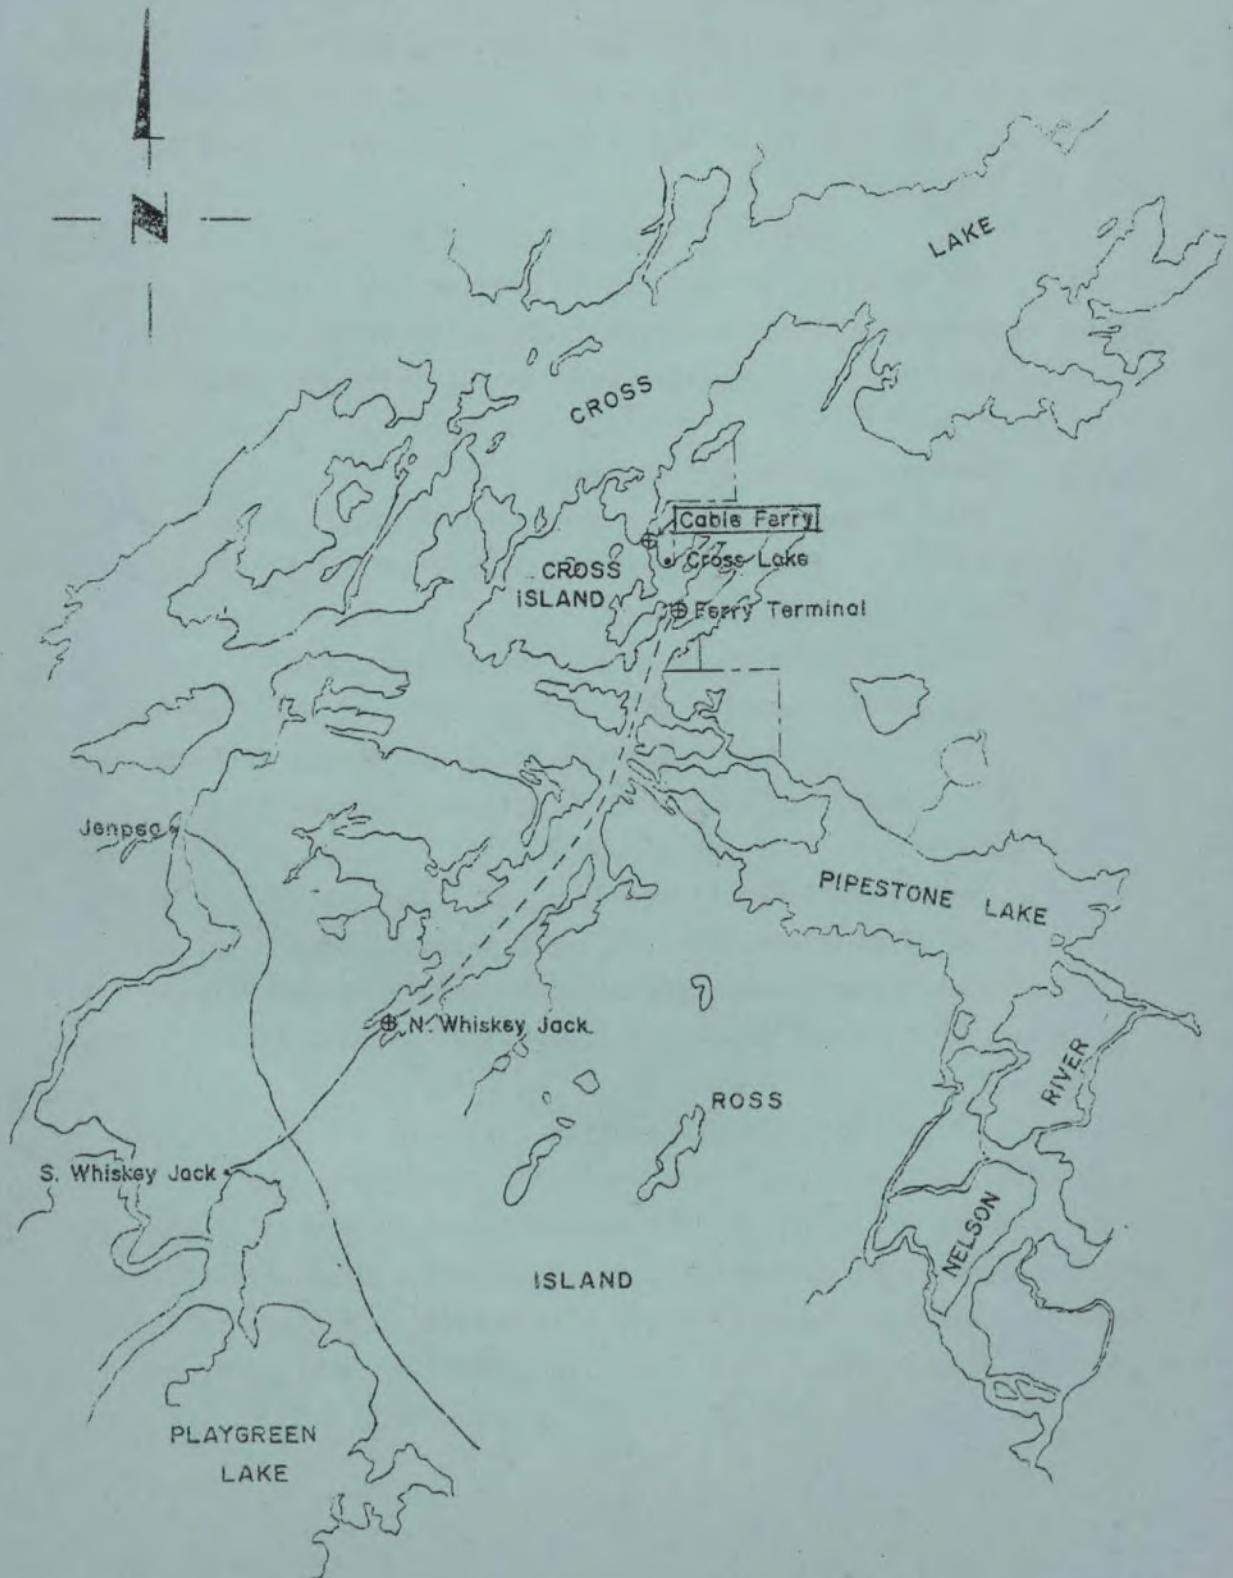 N
LAKE
CROSS
Cable Ferry
Cross Lake
CROSS
ISLAND
Ferry Terminal
Jenpeg
PIPESTONE LAKE
N. Whiskey Jack
RIVER
ROSS
S. Whiskey Jack
NELSON
ISLAND
PLAYGREEN
LAKE